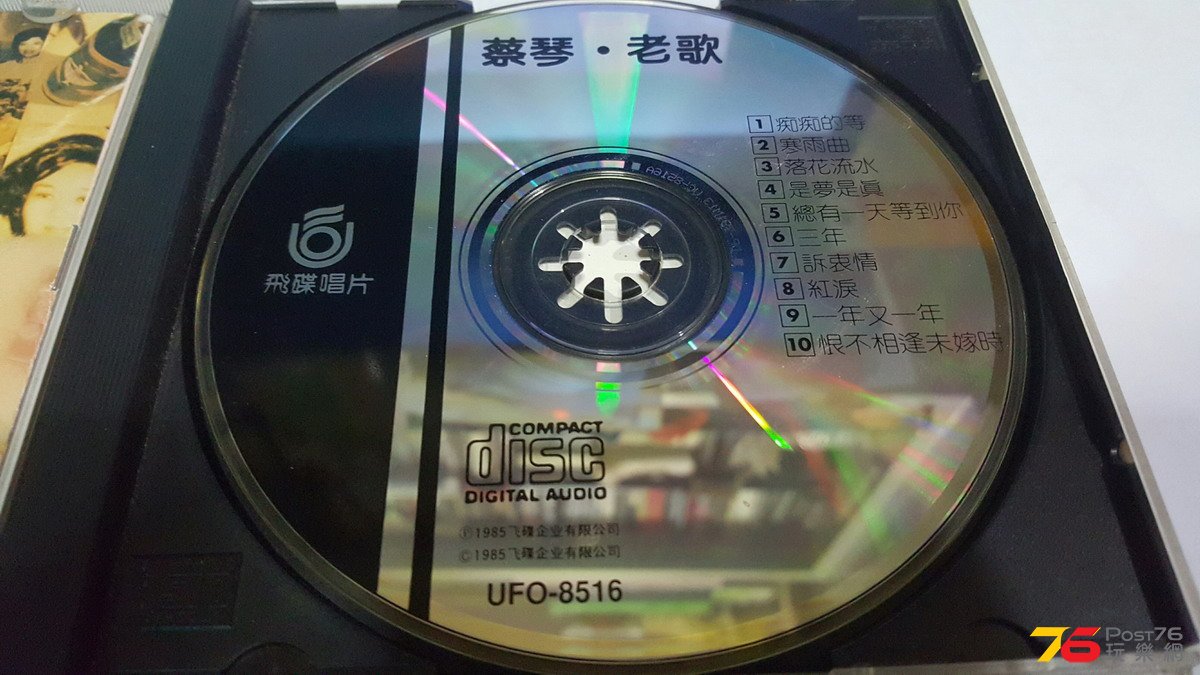 蔡琴・老歌
1 痴痴的等
2 寒雨曲
3 落花流水
4 是夢是眞
5 總有一天等到你
6 三年
7 訴衷情
8 紅淚
9 一年又一年
10 恨不相逢未嫁時
飛碟唱片
COMPACT
disc
DIGITAL AUDIO
Ⓟ1985飞碟企业有限公司
©1985飞碟企业有限公司
UFO-8516
76 POST76
玩樂網